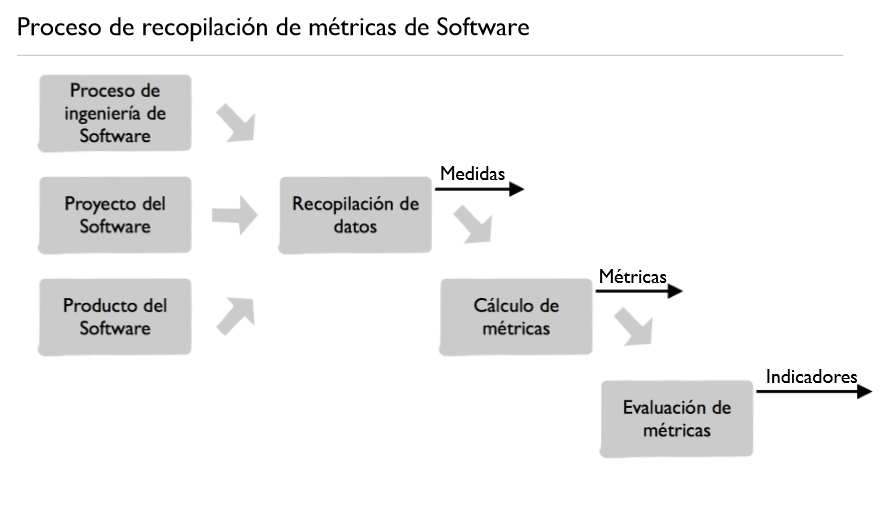 Proceso de recopilación de métricas de Software
Proceso de
ingeniería de
Software
Proyecto del
Software
Producto del
Software
Recopilación de
datos
Medidas
Cálculo de
métricas
Métricas
Evaluación de
métricas
Indicadores